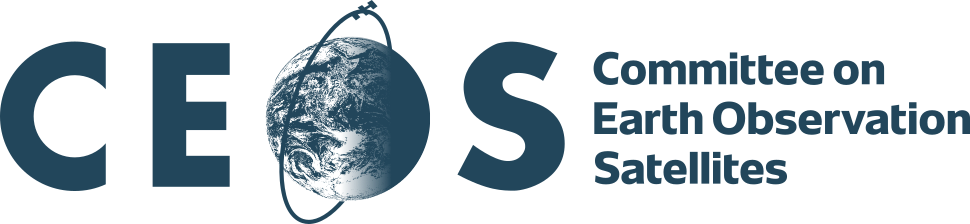 CEOS
Committee on
Earth Observation
Satellites